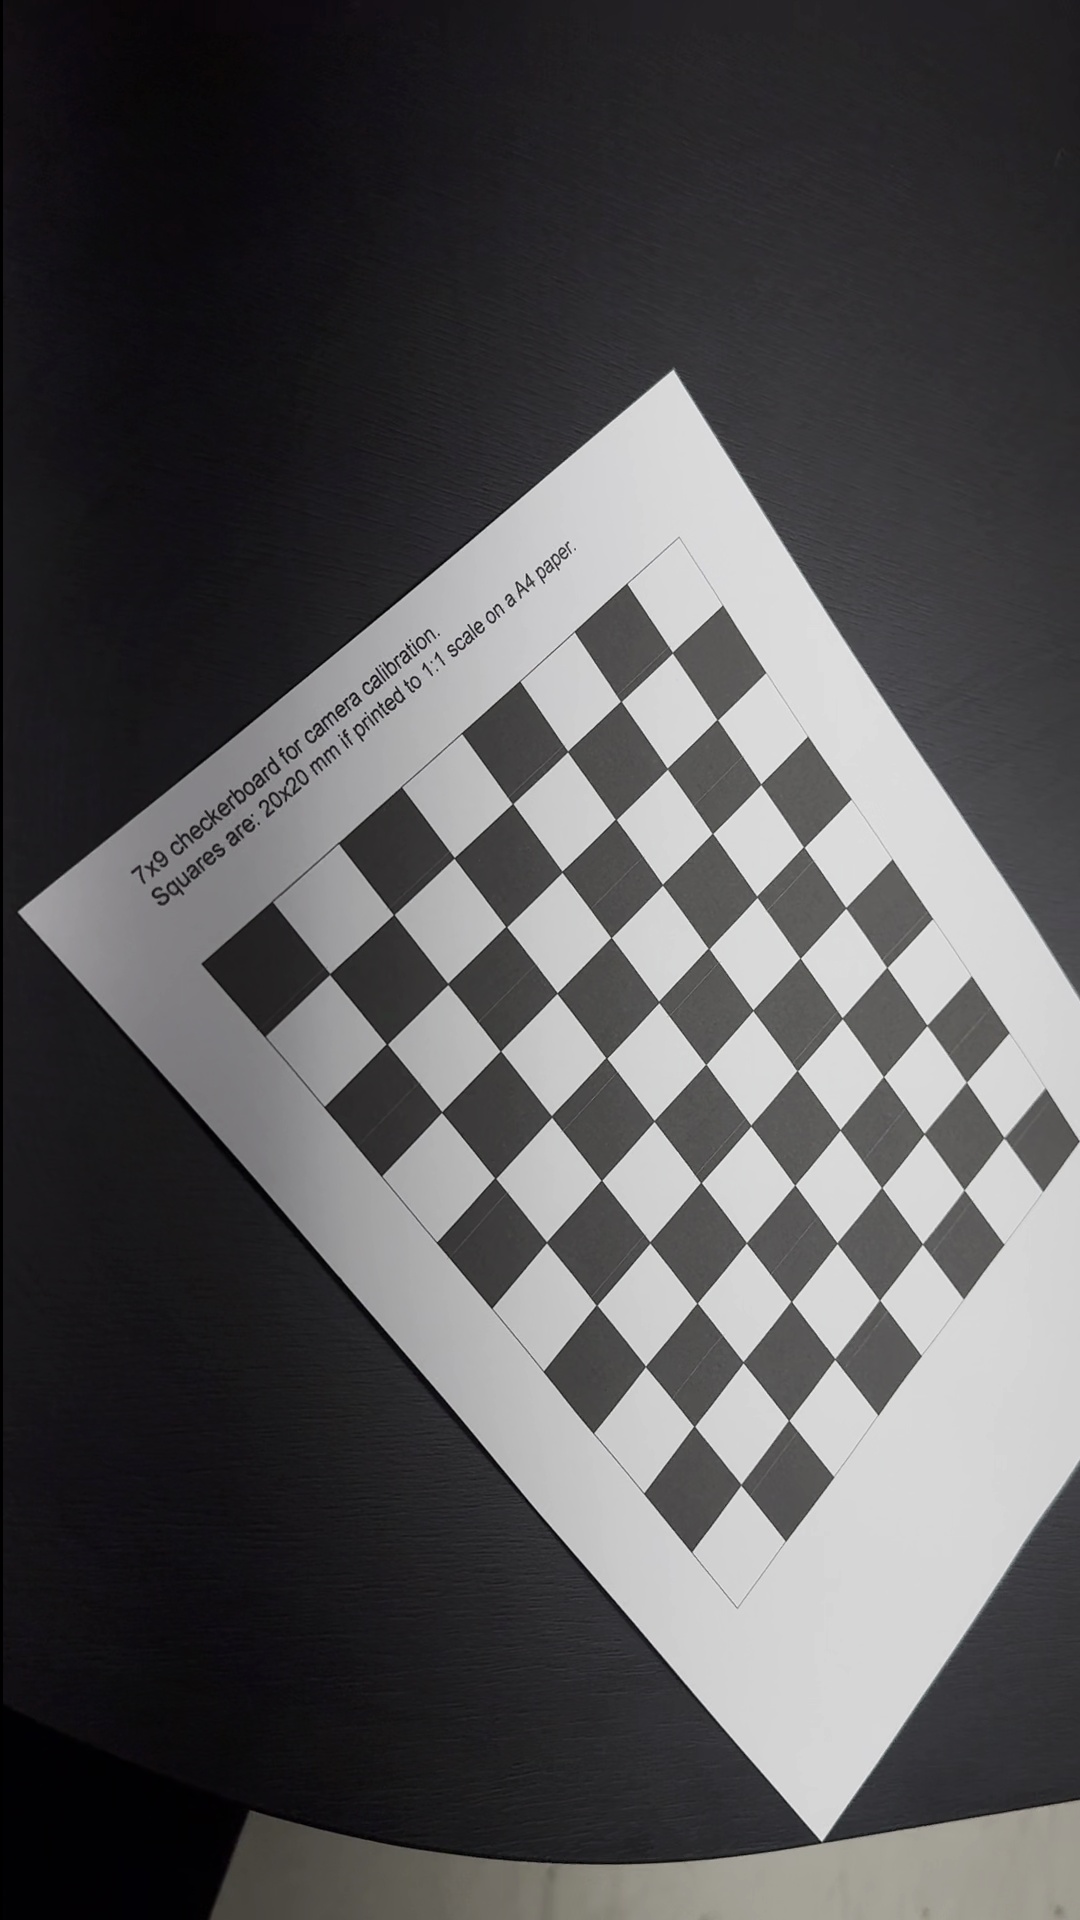 7x9 checkerboard for camera calibration.
Squares are: 20x20 mm if printed to 1:1 scale on a A4 paper.